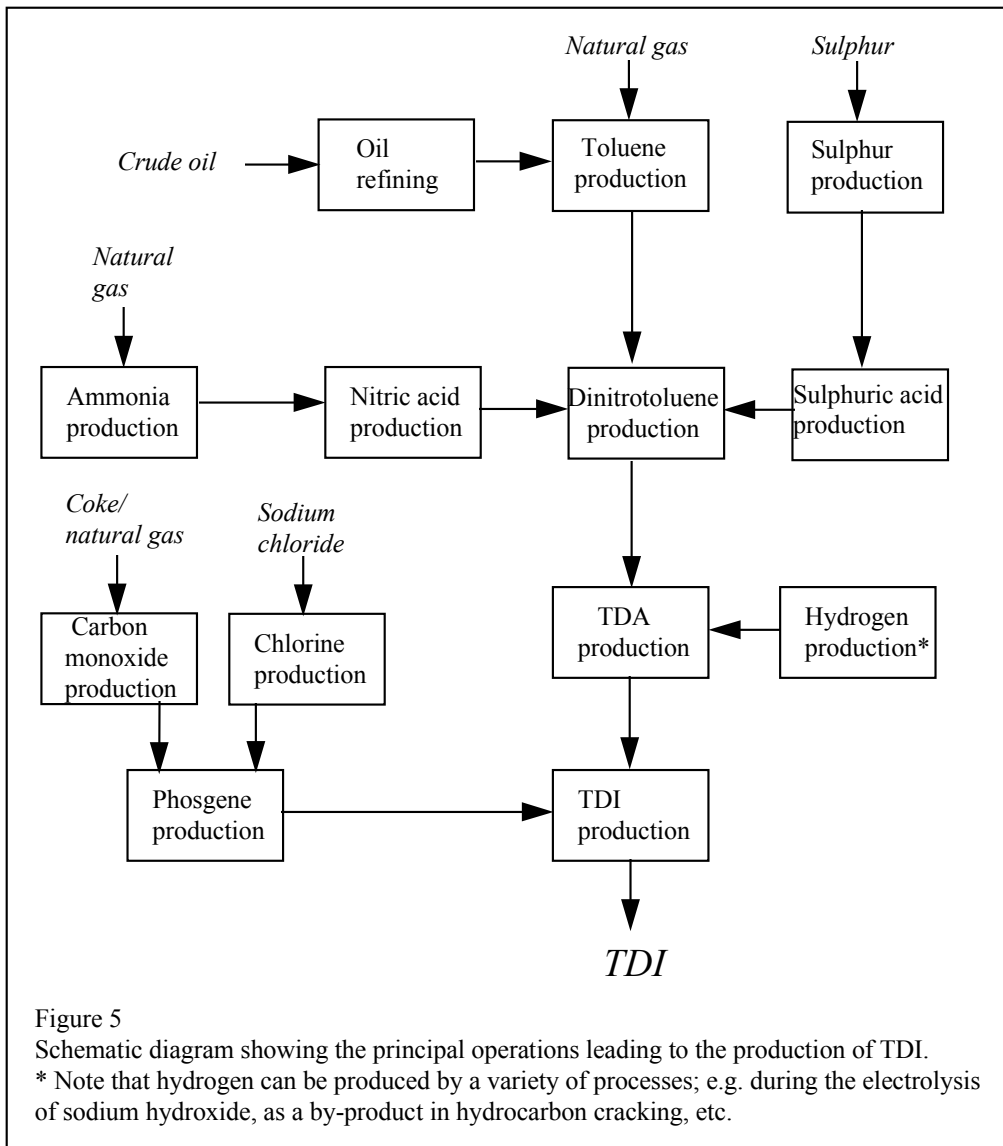 Natural gas
Sulphur
Crude oil
Oil
refining
Toluene
production
Sulphur
production
Natural
gas
Ammonia
production
Nitric acid
production
Dinitrotoluene
production
Sulphuric acid
production
Coke/
natural gas
Sodium
chloride
Carbon
monoxide
production
Chlorine
production
TDA
production
Hydrogen
production*
Phosgene
production
TDI
production
TDI
Figure 5
Schematic diagram showing the principal operations leading to the production of TDI.
* Note that hydrogen can be produced by a variety of processes; e.g. during the electrolysis
of sodium hydroxide, as a by-product in hydrocarbon cracking, etc.